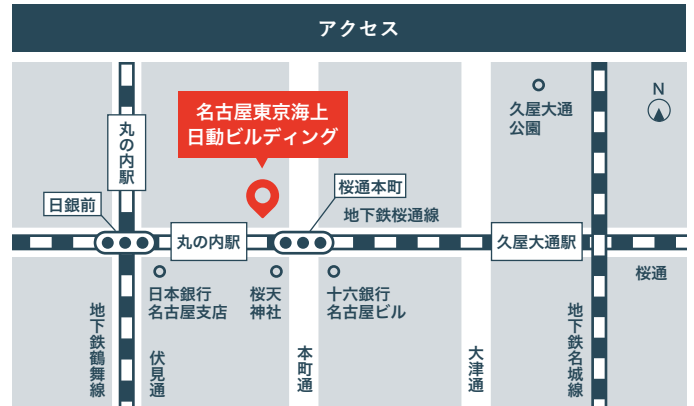 アクセス
N
久屋大通
公園
名古屋東京海上
日動ビルディング
丸の内駅
桜通本町
日銀前
地下鉄桜通線
丸の内駅
久屋大通駅
桜通
日本銀行
名古屋支店
桜天
神社
十六銀行
名古屋ビル
地下鉄鶴舞線
伏見通
本町通
大津通
地下鉄名城線